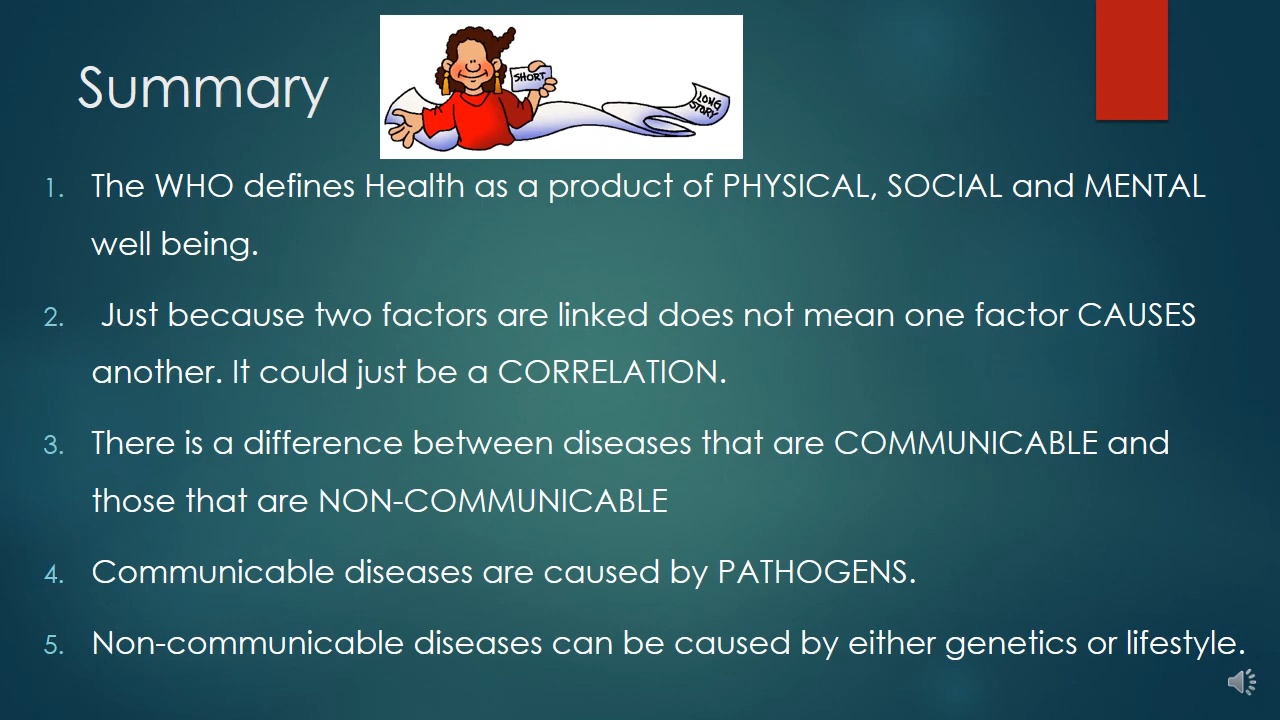 Summary
SHORT
LONG
STORY
1. The WHO defines Health as a product of PHYSICAL, SOCIAL and MENTAL
well being.
2. Just because two factors are linked does not mean one factor CAUSES
another. It could just be a CORRELATION.
3. There is a difference between diseases that are COMMUNICABLE and
those that are NON-COMMUNICABLE
4. Communicable diseases are caused by PATHOGENS.
5. Non-communicable diseases can be caused by either genetics or lifestyle.